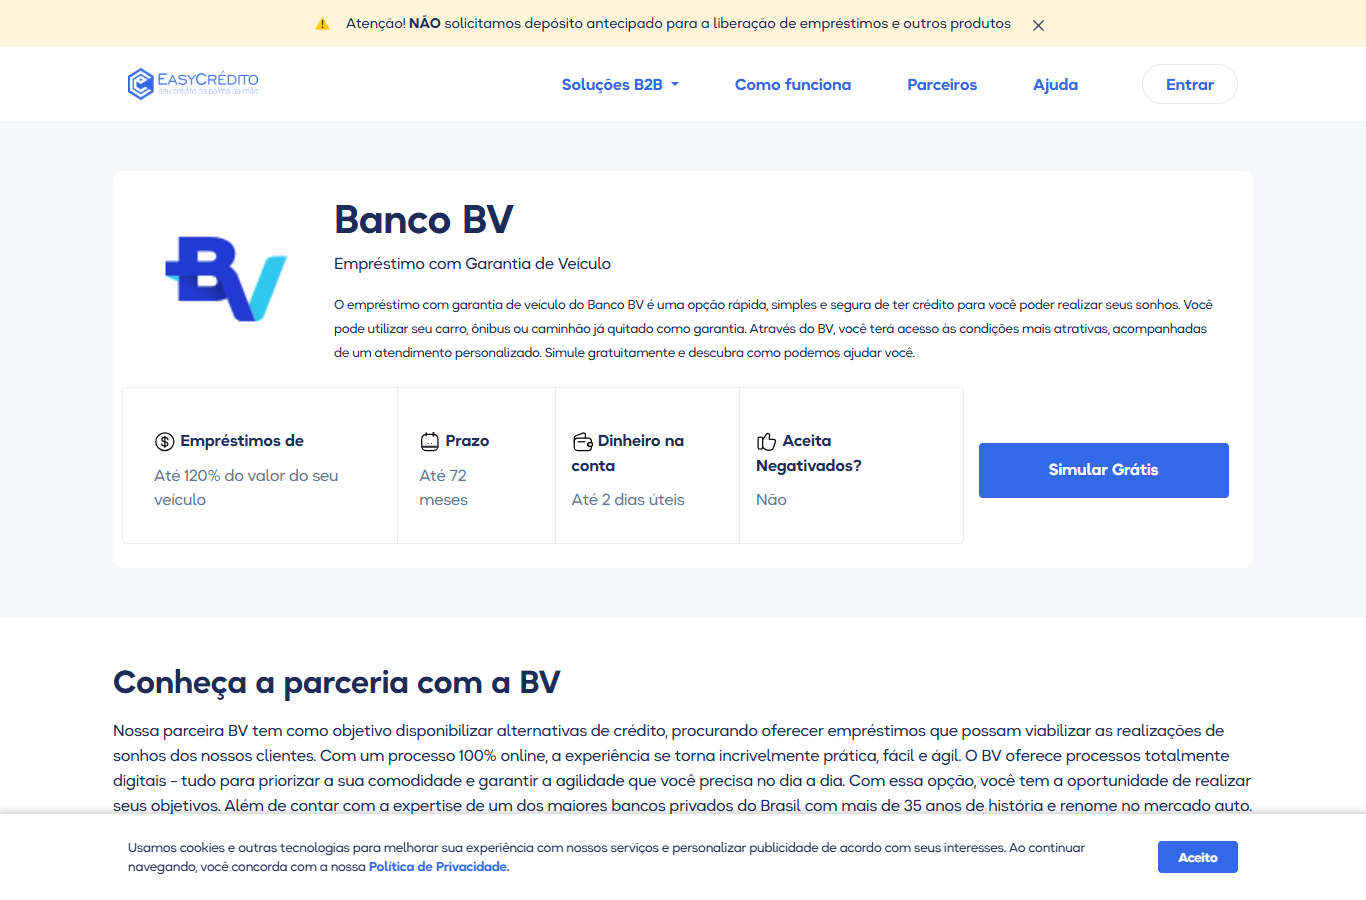 Atenção! NÃO solicitamos depósito antecipado para a liberação de empréstimos e outros produtos
EASYCRÉDITO
seu crédito na palma da mão
Soluções B2B
Como funciona
Parceiros
Ajuda
Entrar
BV
Banco BV
Empréstimo com Garantia de Veículo
O empréstimo com garantia de veículo do Banco BV é uma opção rápida, simples e segura de ter crédito para você poder realizar seus sonhos. Você
pode utilizar seu carro, ônibus ou caminhão já quitado como garantia. Através do BV, você terá acesso às condições mais atrativas, acompanhadas
de um atendimento personalizado. Simule gratuitamente e descubra como podemos ajudar você.
Empréstimos de
Até 120% do valor do seu
veículo
Prazo
Até 72
meses
Dinheiro na
conta
Até 2 dias úteis
Aceita
Negativados?
Não
Simular Grátis
Conheça a parceria com a BV
Nossa parceira BV tem como objetivo disponibilizar alternativas de crédito, procurando oferecer empréstimos que possam viabilizar as realizações de
sonhos dos nossos clientes. Com um processo 100% online, a experiência se torna incrivelmente prática, fácil e ágil. O BV oferece processos totalmente
digitais - tudo para priorizar a sua comodidade e garantir a agilidade que você precisa no dia a dia. Com essa opção, você tem a oportunidade de realizar
seus objetivos. Além de contar com a expertise de um dos maiores bancos privados do Brasil com mais de 35 anos de história e renome no mercado auto.
Usamos cookies e outras tecnologias para melhorar sua experiência com nossos serviços e personalizar publicidade de acordo com seus interesses. Ao continuar
navegando, você concorda com a nossa Política de Privacidade.
Aceito